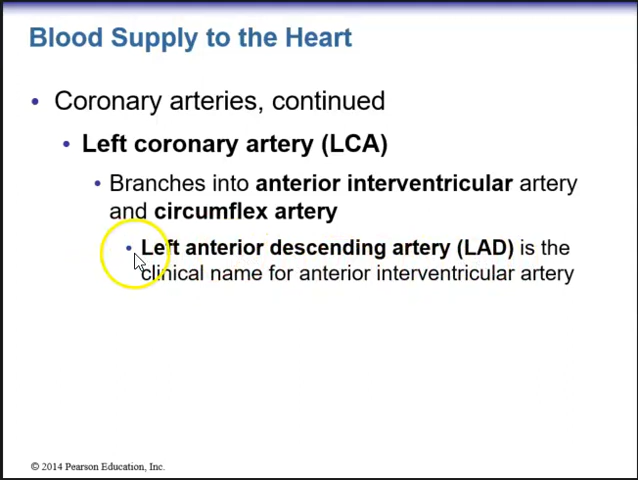 Blood Supply to the Heart
• Coronary arteries, continued
• Left coronary artery (LCA)
• Branches into anterior interventricular artery
and circumflex artery
• Left anterior descending artery (LAD) is the
clinical name for anterior interventricular artery
© 2014 Pearson Education, Inc.